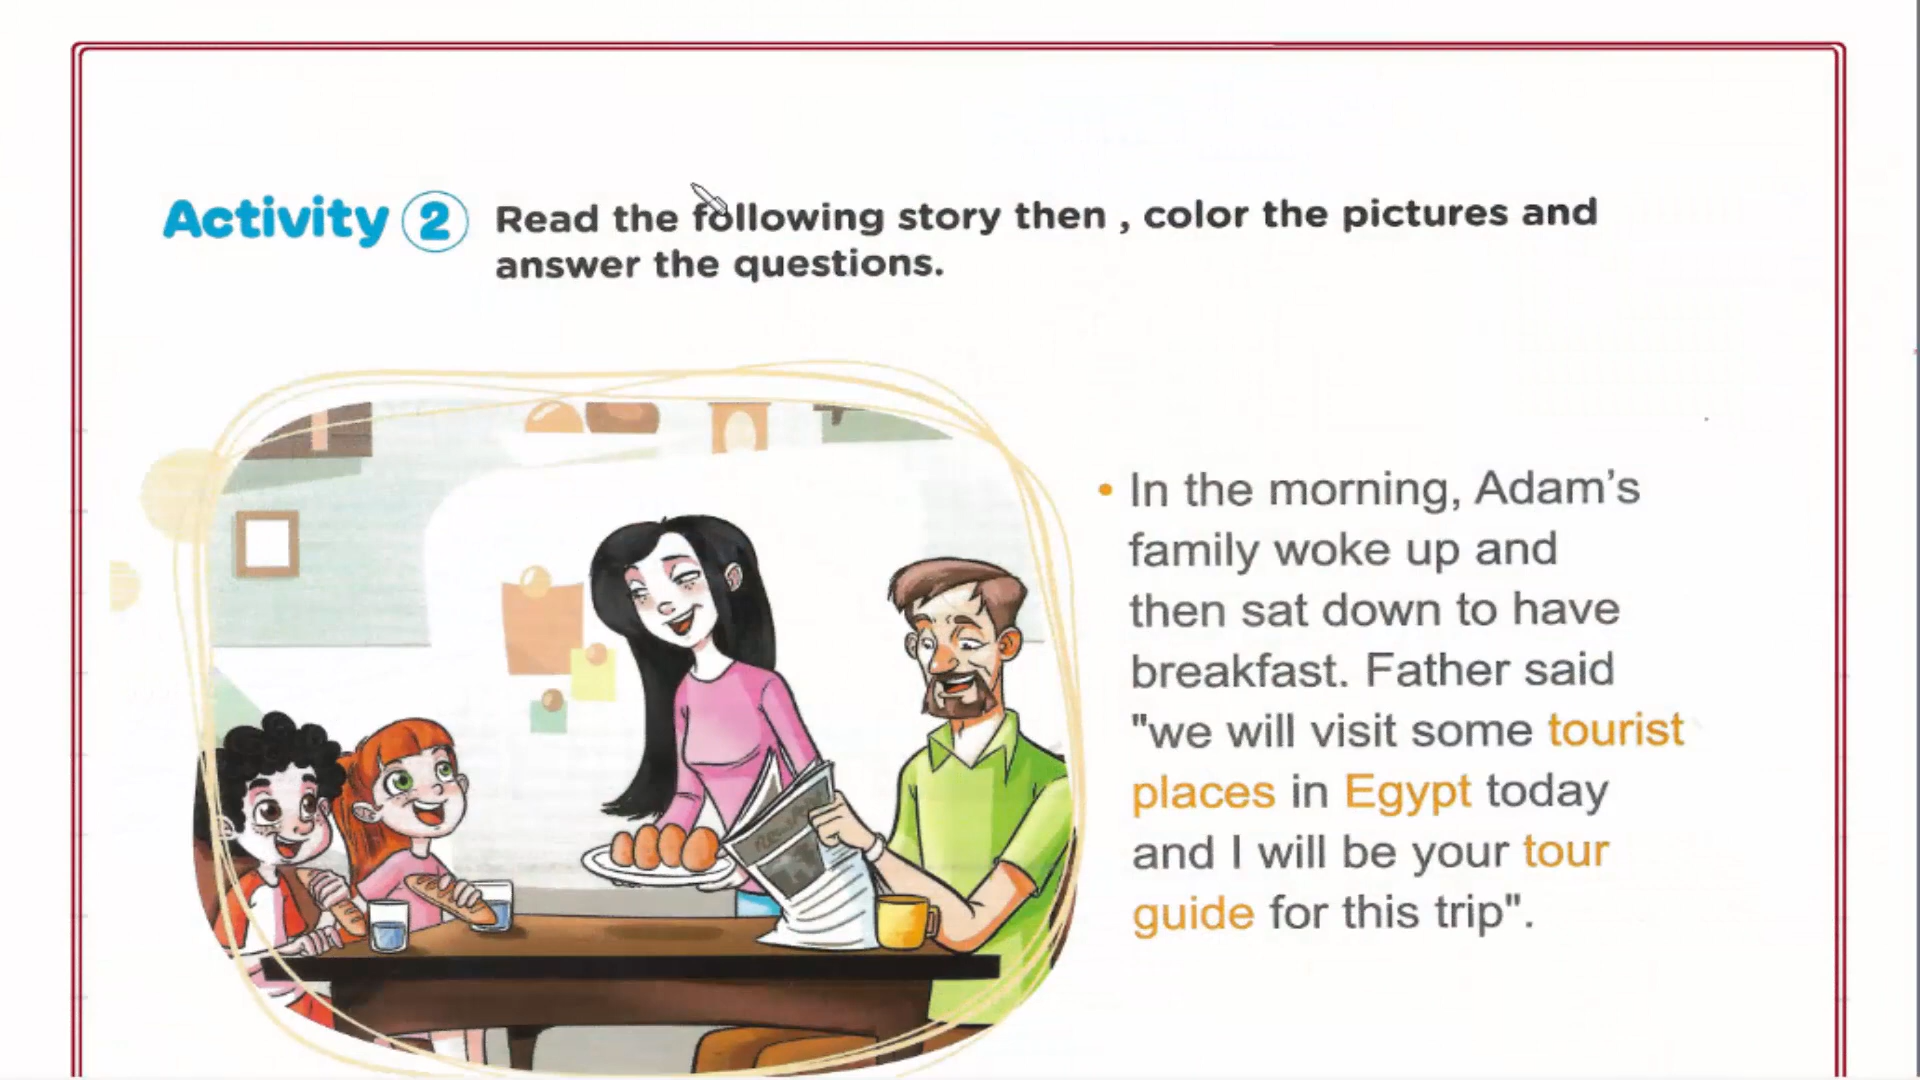 Activity 2 Read the following story then , color the pictures and
answer the questions.
• In the morning, Adam's
family woke up and
then sat down to have
breakfast. Father said
"we will visit some tourist
places in Egypt today
and I will be your tour
guide for this trip".